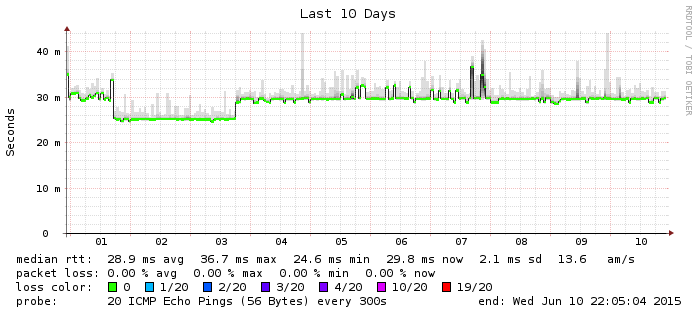 Last 10 Days
RRDTOOL / TOBI OETIKER
Seconds
40 m
30 m
20 m
10 m
0
01 02 03 04 05 06 07 08 09 10
median rtt: 28.9 ms avg 36.7 ms max 24.6 ms min 29.8 ms now 2.1 ms sd 13.6 am/s
packet loss: 0.00 % avg 0.00 % max 0.00 % min 0.00 % now
loss color: 0 1/20 2/20 3/20 4/20 10/20 19/20
probe: 20 ICMP Echo Pings (56 Bytes) every 300s end: Wed Jun 10 22:05:04 2015